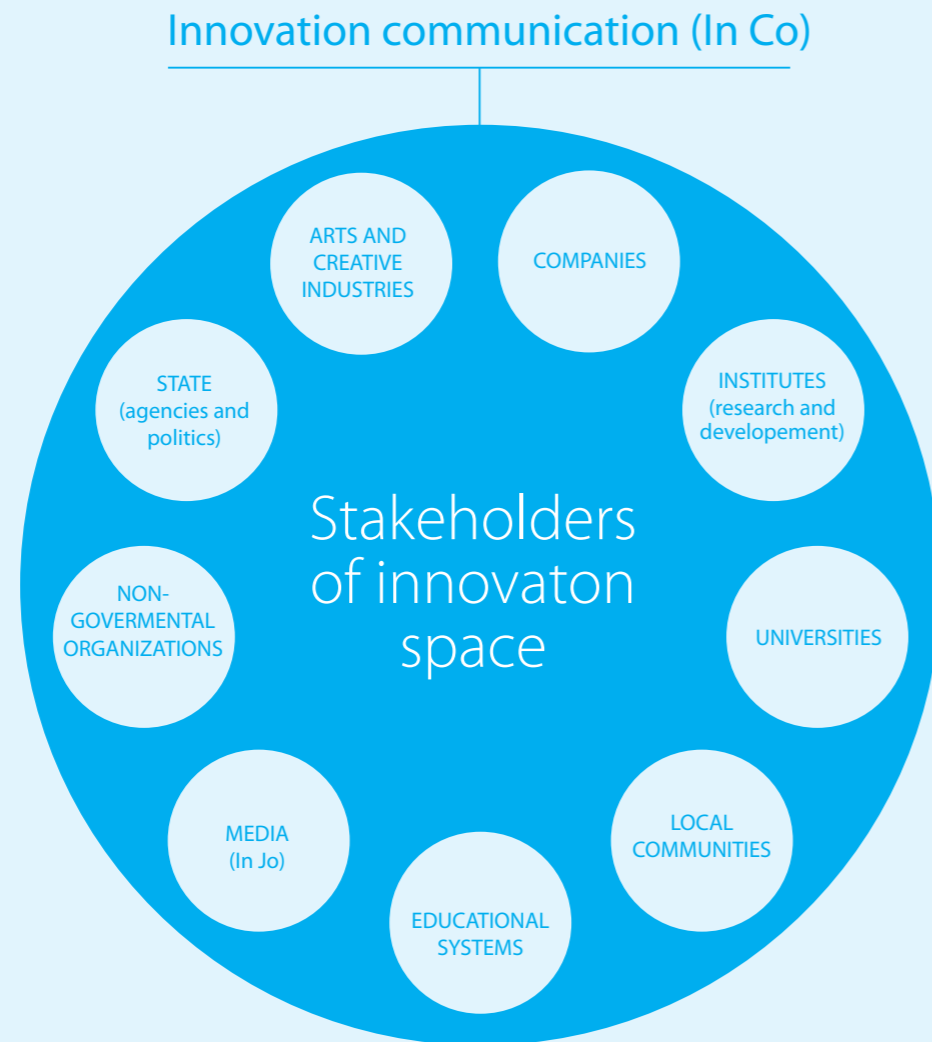 Innovation communication (In Co)
ARTS AND
CREATIVE
INDUSTRIES
COMPANIES
STATE
(agencies and
politics)
INSTITUTES
(research and
developement)
Stakeholders
of innovaton
space
NON-
GOVERMENTAL
ORGANIZATIONS
UNIVERSITIES
MEDIA
(In Jo)
LOCAL
COMMUNITIES
EDUCATIONAL
SYSTEMS